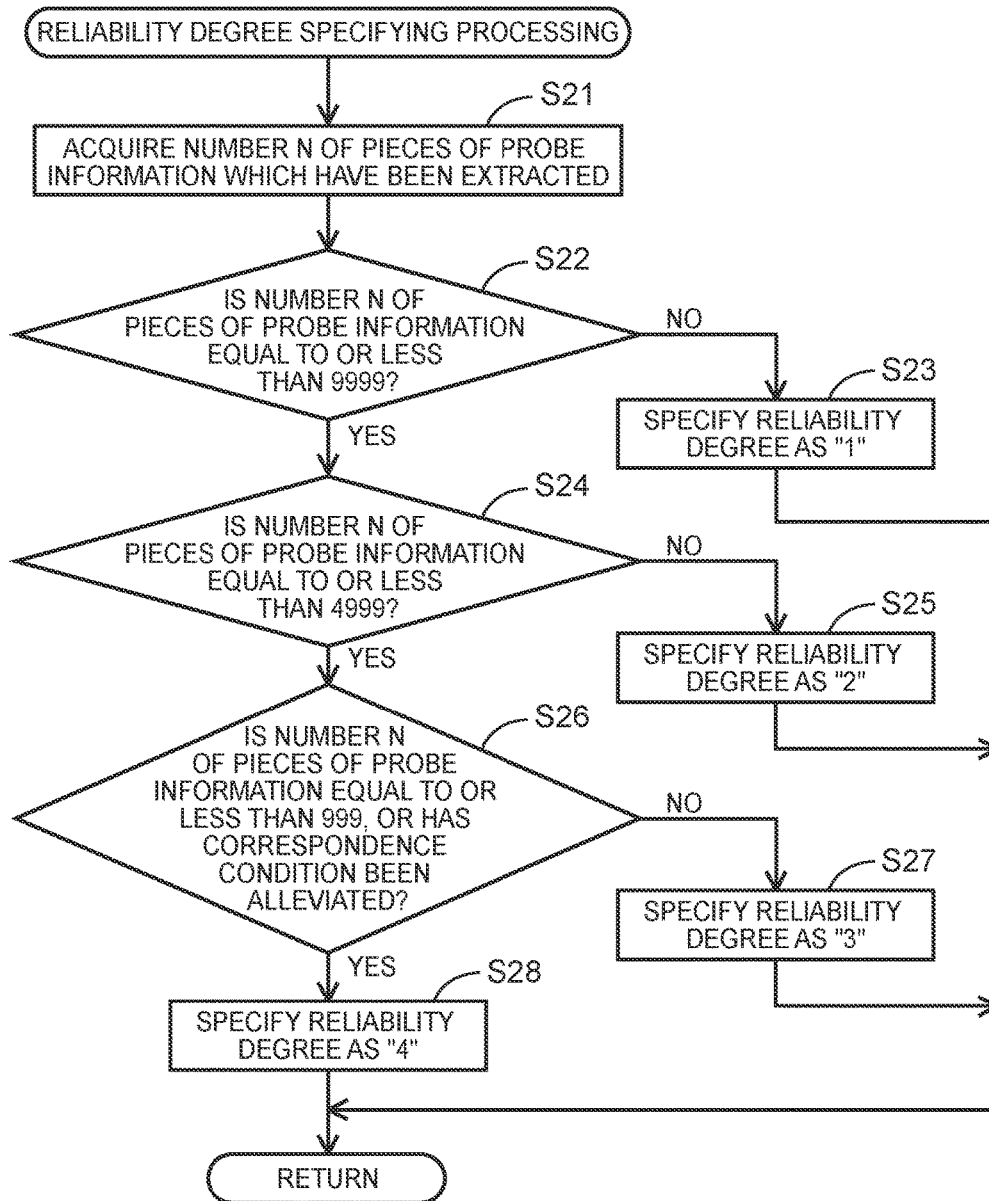 RELIABILITY DEGREE SPECIFYING PROCESSING
S21
ACQUIRE NUMBER N OF PIECES OF PROBE
INFORMATION WHICH HAVE BEEN EXTRACTED
S22
IS NUMBER N OF
PIECES OF PROBE INFORMATION
EQUAL TO OR LESS
THAN 9999?
NO
S23
SPECIFY RELIABILITY
DEGREE AS "1"
YES
S24
IS NUMBER N OF
PIECES OF PROBE INFORMATION
EQUAL TO OR LESS
THAN 4999?
NO
S25
SPECIFY RELIABILITY
DEGREE AS "2"
YES
S26
IS NUMBER N
OF PIECES OF PROBE
INFORMATION EQUAL TO OR
LESS THAN 999, OR HAS
CORRESPONDENCE
CONDITION BEEN
ALLEVIATED?
NO
S27
SPECIFY RELIABILITY
DEGREE AS "3"
YES
S28
SPECIFY RELIABILITY
DEGREE AS "4"
RETURN